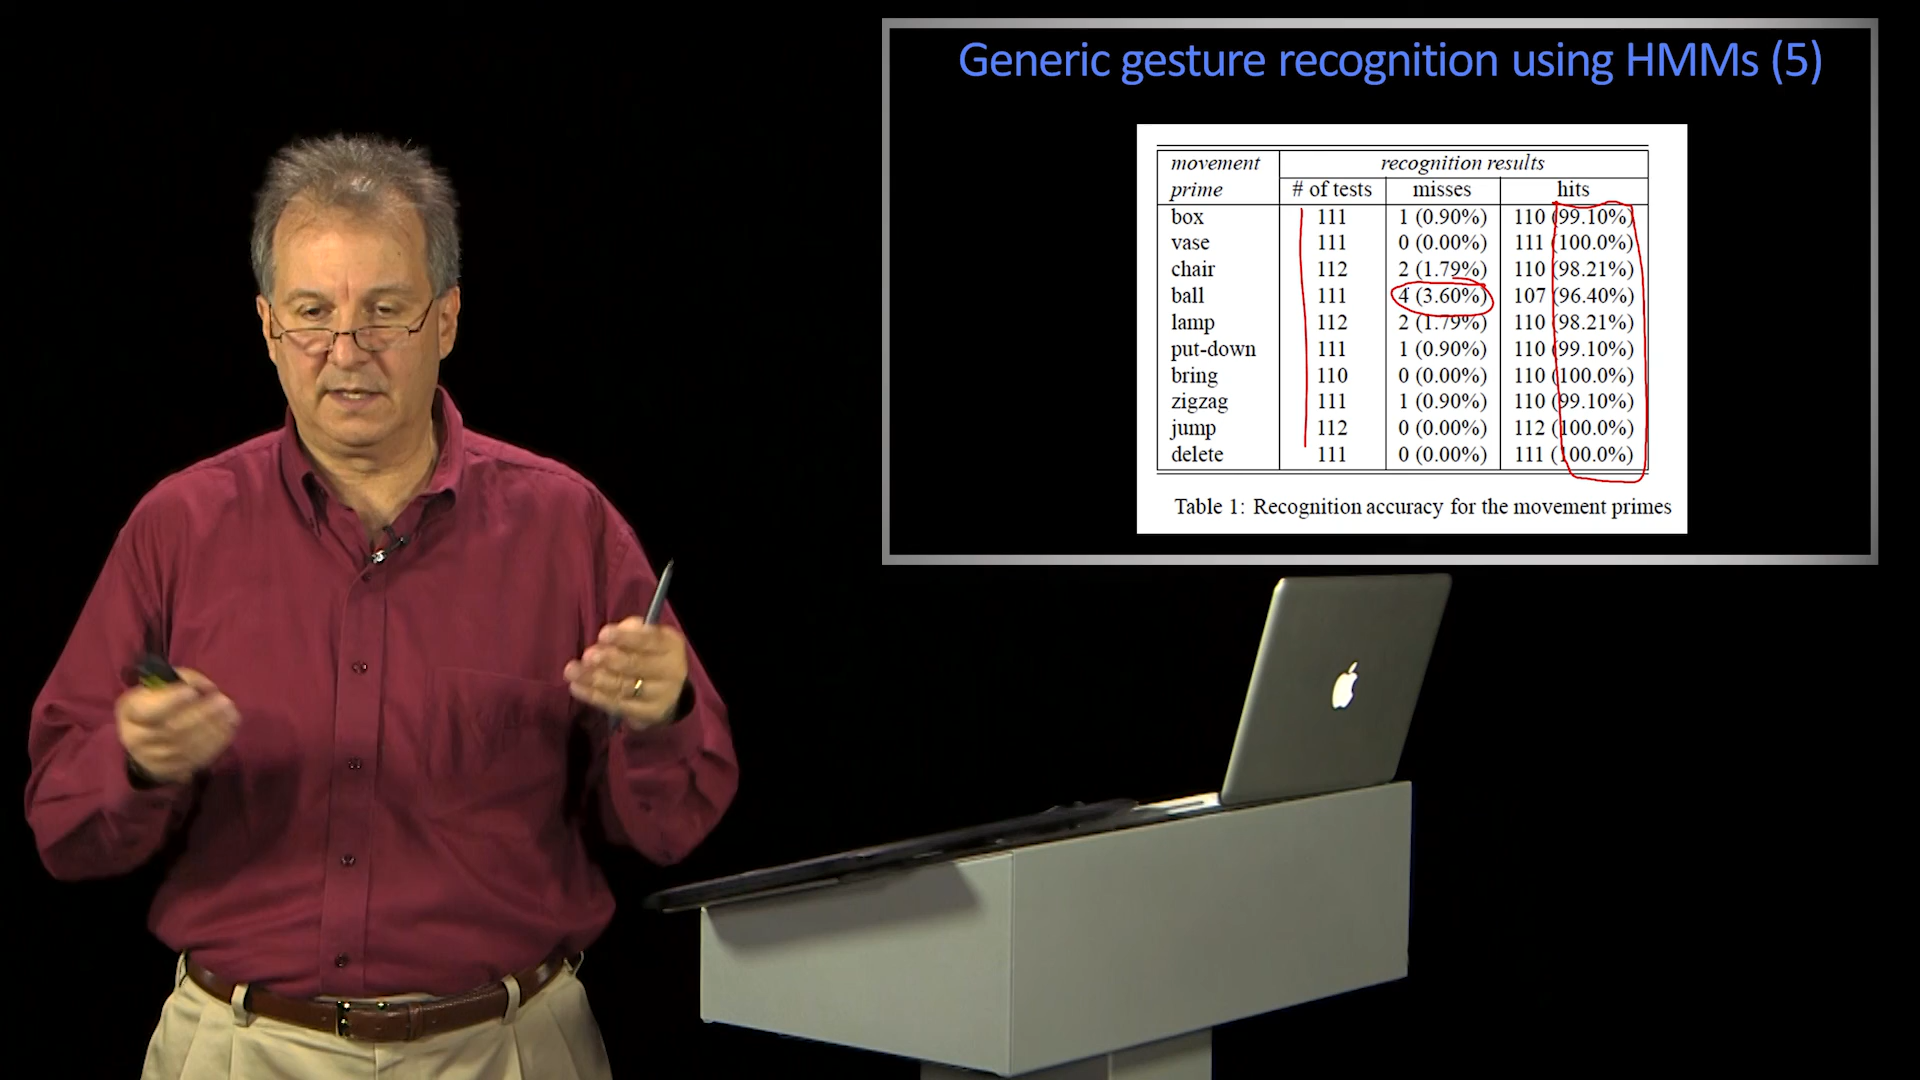 Generic gesture recognition using HMMs (5)
movement recognition results
prime # of tests misses hits
box 111 1 (0.90%) 110 (99.10%)
vase 111 0 (0.00%) 111 (100.0%)
chair 112 2 (1.79%) 110 (98.21%)
ball 111 4 (3.60%) 107 (96.40%)
lamp 112 2 (1.79%) 110 (98.21%)
put-down 111 1 (0.90%) 110 (99.10%)
bring 110 0 (0.00%) 110 (100.0%)
zigzag 111 1 (0.90%) 110 (99.10%)
jump 112 0 (0.00%) 112 (100.0%)
delete 111 0 (0.00%) 111 (100.0%)
Table 1: Recognition accuracy for the movement primes